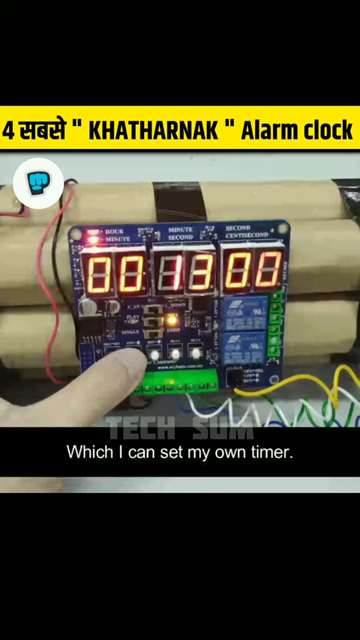 4 सबसे " KHATHARNAK " Alarm clock
HOUR
MINUTE
MINUTE
SECOND
SECOND
CENTHECOND
00 13 00
TECH SUM
Which I can set my own timer.